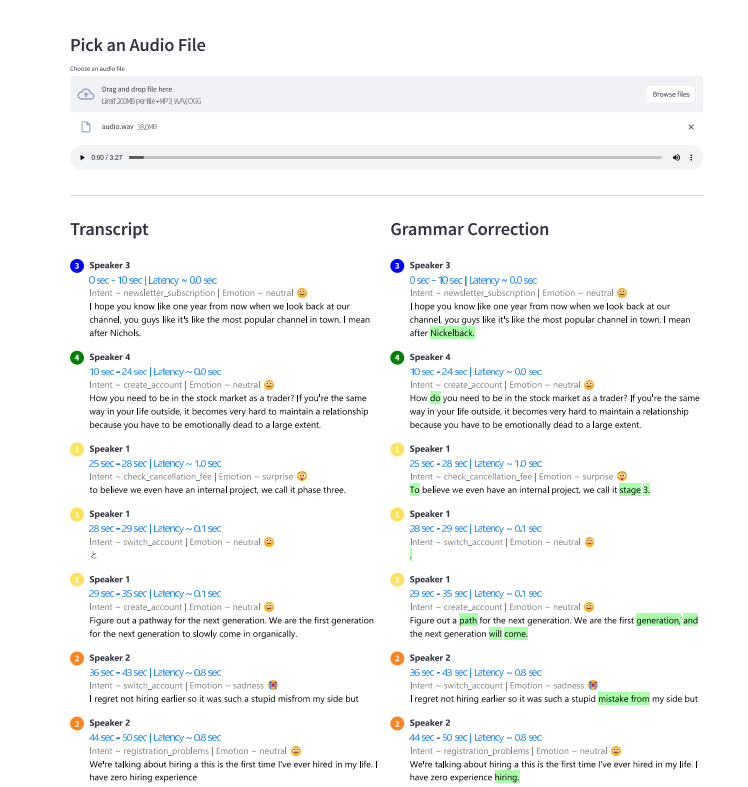 Pick an Audio File
Choose an audio file
Drag and drop file here
Limit 200MB per file • MP3, WAV, OGG
Browse files
audio.wav 38.0MB
0:00 / 3:27
Transcript
3 Speaker 3
0 sec - 10 sec | Latency ~ 0.0 sec
Intent ~ newsletter_subscription | Emotion ~ neutral
I hope you know like one year from now when we look back at our
channel, you guys like it's like the most popular channel in town. I mean
after Nichols.
4 Speaker 4
10 sec - 24 sec | Latency ~ 0.0 sec
Intent ~ create_account | Emotion ~ neutral
How you need to be in the stock market as a trader? If you're the same
way in your life outside, it becomes very hard to maintain a relationship
because you have to be emotionally dead to a large extent.
1 Speaker 1
25 sec - 28 sec | Latency ~ 1.0 sec
Intent ~ check_cancellation_fee | Emotion ~ surprise
to believe we even have an internal project, we call it phase three.
1 Speaker 1
28 sec - 29 sec | Latency ~ 0.1 sec
Intent ~ switch_account | Emotion ~ neutral
と
1 Speaker 1
29 sec - 35 sec | Latency ~ 0.1 sec
Intent ~ create_account | Emotion ~ neutral
Figure out a pathway for the next generation. We are the first generation
for the next generation to slowly come in organically.
2 Speaker 2
36 sec - 43 sec | Latency ~ 0.8 sec
Intent ~ switch_account | Emotion ~ sadness
I regret not hiring earlier so it was such a stupid misfrom my side but
2 Speaker 2
44 sec - 50 sec | Latency ~ 0.8 sec
Intent ~ registration_problems | Emotion ~ neutral
We're talking about hiring a this is the first time I've ever hired in my life. I
have zero hiring experience
Grammar Correction
3 Speaker 3
0 sec - 10 sec | Latency ~ 0.0 sec
Intent ~ newsletter_subscription | Emotion ~ neutral
I hope you know like one year from now when we look back at our
channel, you guys like it's like the most popular channel in town. I mean
after Nickelback.
4 Speaker 4
10 sec - 24 sec | Latency ~ 0.0 sec
Intent ~ create_account | Emotion ~ neutral
How do you need to be in the stock market as a trader? If you're the same
way in your life outside, it becomes very hard to maintain a relationship
because you have to be emotionally dead to a large extent.
1 Speaker 1
25 sec - 28 sec | Latency ~ 1.0 sec
Intent ~ check_cancellation_fee | Emotion ~ surprise
To believe we even have an internal project, we call it stage 3.
1 Speaker 1
28 sec - 29 sec | Latency ~ 0.1 sec
Intent ~ switch_account | Emotion ~ neutral
,
1 Speaker 1
29 sec - 35 sec | Latency ~ 0.1 sec
Intent ~ create_account | Emotion ~ neutral
Figure out a path for the next generation. We are the first generation, and
the next generation will come.
2 Speaker 2
36 sec - 43 sec | Latency ~ 0.8 sec
Intent ~ switch_account | Emotion ~ sadness
I regret not hiring earlier so it was such a stupid mistake from my side but
2 Speaker 2
44 sec - 50 sec | Latency ~ 0.8 sec
Intent ~ registration_problems | Emotion ~ neutral
We're talking about hiring a this is the first time I've ever hired in my life. I
have zero experience hiring.